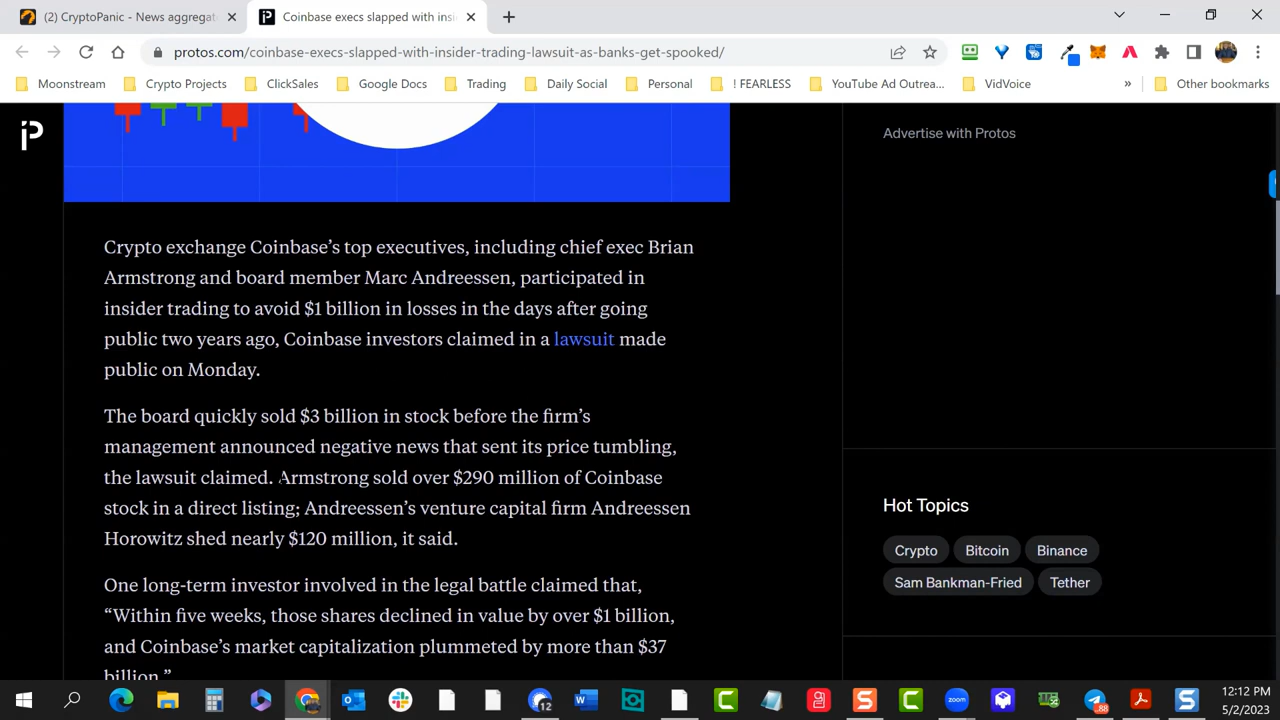 (2) CryptoPanic - News aggregat
Coinbase execs slapped with insi
protos.com/coinbase-execs-slapped-with-insider-trading-lawsuit-as-banks-get-spooked/
Moonstream Crypto Projects ClickSales Google Docs Trading Daily Social Personal ! FEARLESS YouTube Ad Outrea... VidVoice » Other bookmarks
Advertise with Protos
Crypto exchange Coinbase’s top executives, including chief exec Brian
Armstrong and board member Marc Andreessen, participated in
insider trading to avoid $1 billion in losses in the days after going
public two years ago, Coinbase investors claimed in a lawsuit made
public on Monday.
The board quickly sold $3 billion in stock before the firm’s
management announced negative news that sent its price tumbling,
the lawsuit claimed. Armstrong sold over $290 million of Coinbase
stock in a direct listing; Andreessen’s venture capital firm Andreessen
Horowitz shed nearly $120 million, it said.
One long-term investor involved in the legal battle claimed that,
“Within five weeks, those shares declined in value by over $1 billion,
and Coinbase’s market capitalization plummeted by more than $37
billion.”
Hot Topics
Crypto Bitcoin Binance
Sam Bankman-Fried Tether
12
88
12:12 PM
5/2/2023